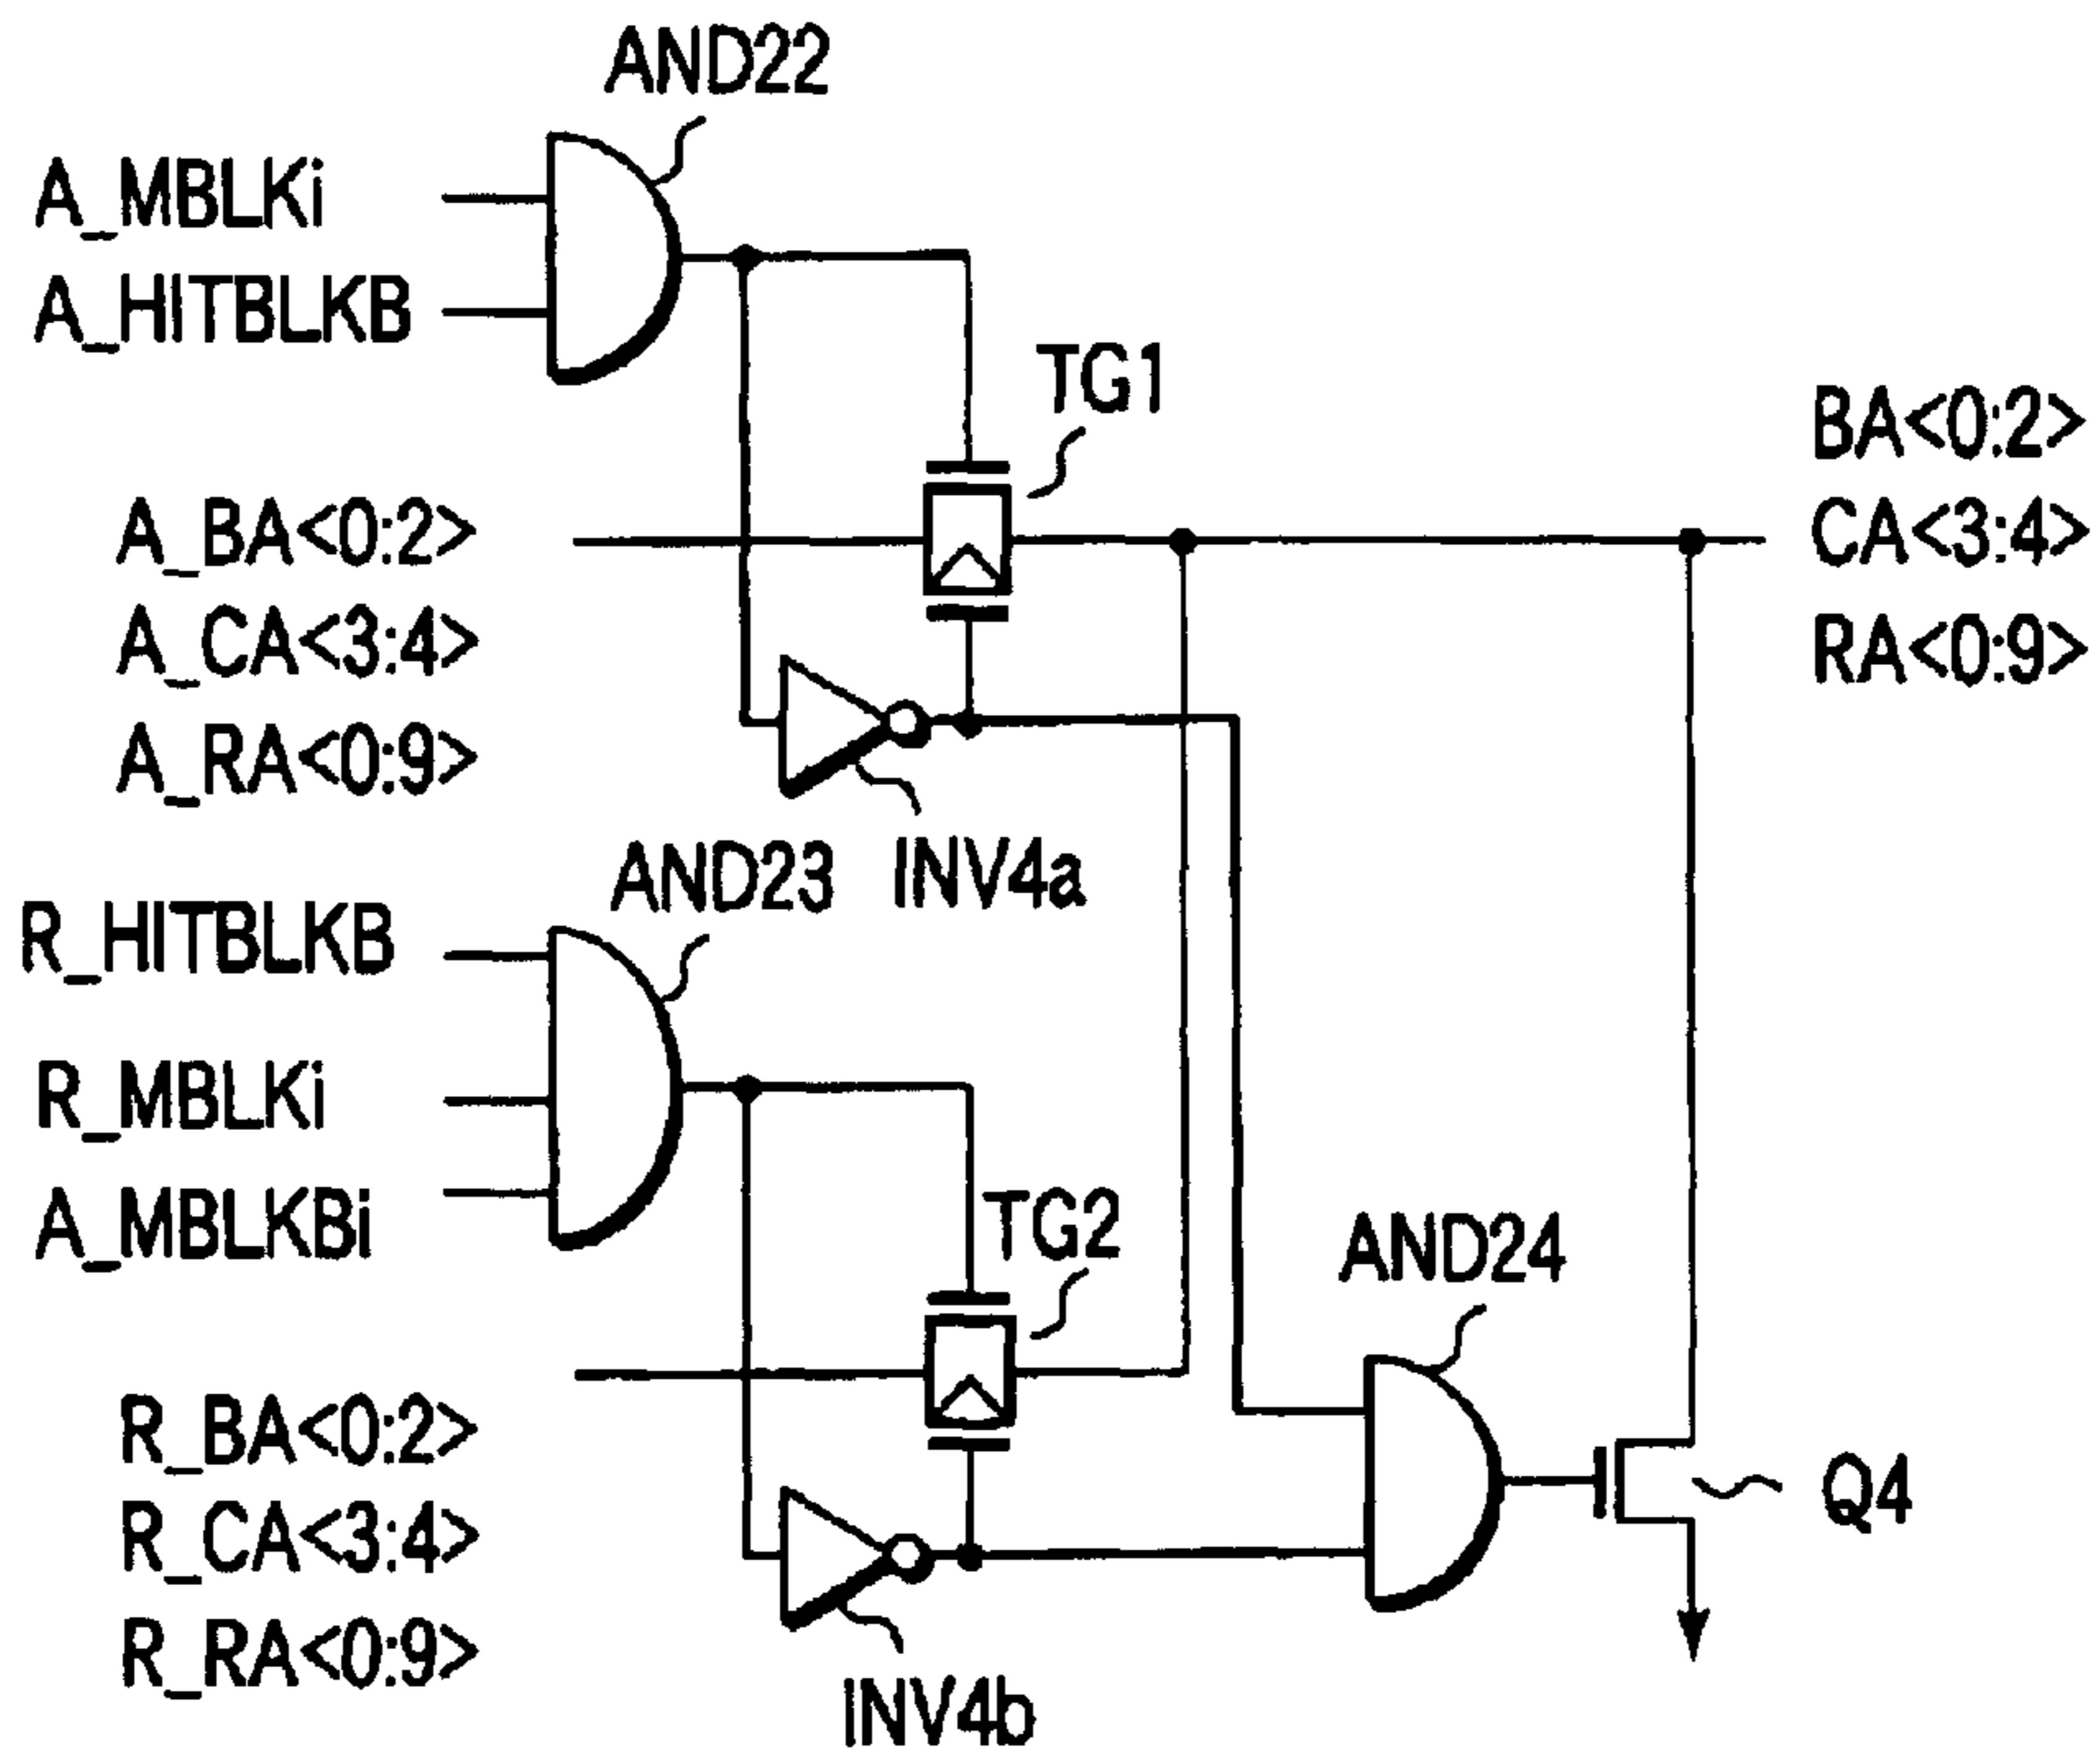 AND22
A_MBLKi
A_HITBLKB
TG1
BA<0:2>
CA<3:4>
RA<0:9>
A_BA<0:2>
A_CA<3:4>
A_RA<0:9>
INV4a
AND23
R_HITBLKB
R_MBLKi
A_MBLKBi
TG2
AND24
R_BA<0:2>
R_CA<3:4>
R_RA<0:9>
Q4
INV4b